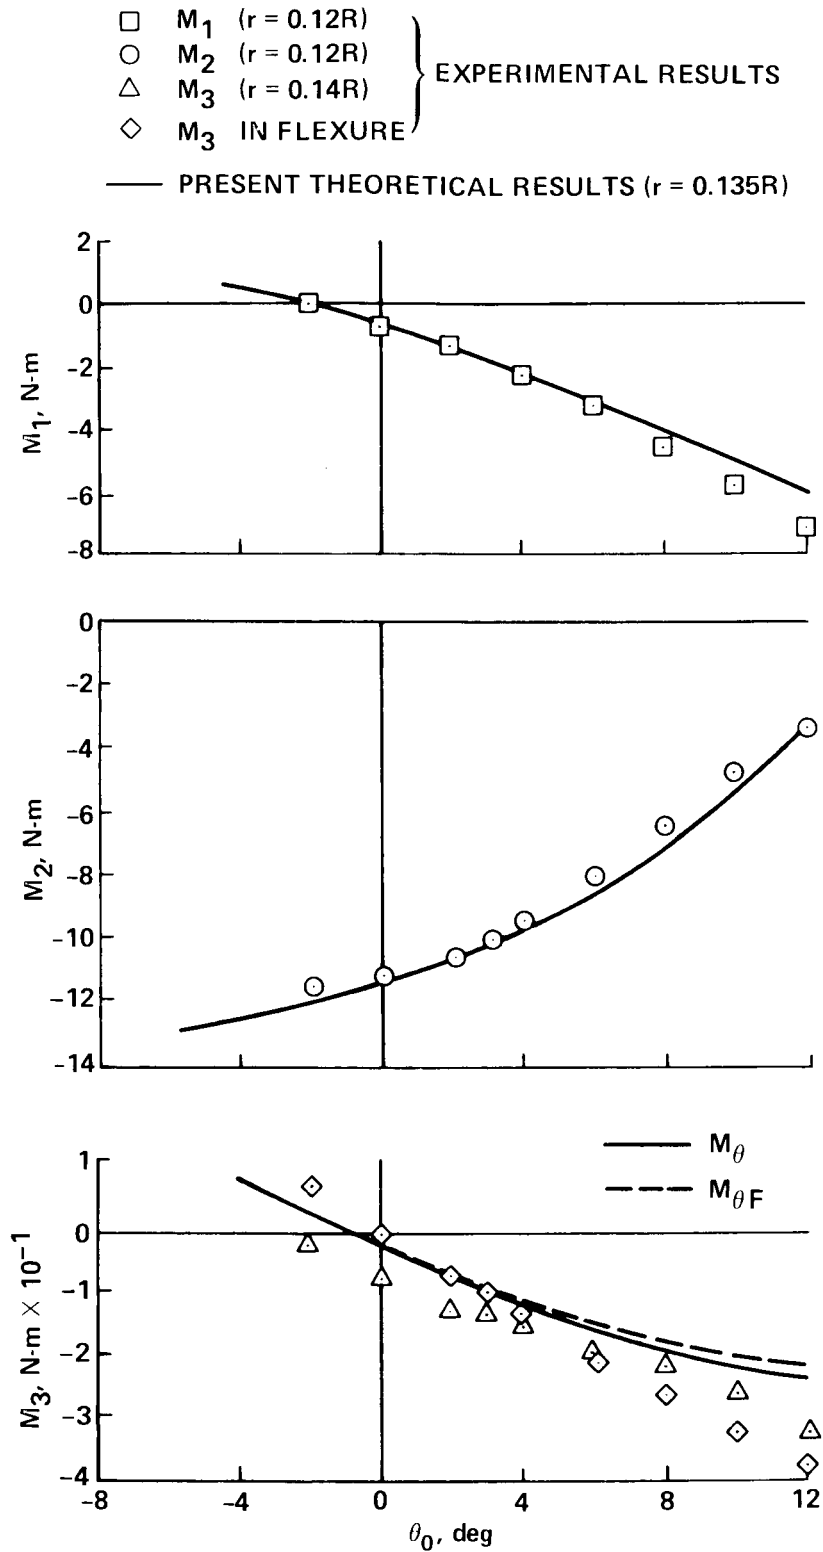 M1 (r = 0.12R)
M2 (r = 0.12R)
M3 (r = 0.14R)
M3 IN FLEXURE
EXPERIMENTAL RESULTS
PRESENT THEORETICAL RESULTS (r = 0.135R)
2
0
−2
−4
−6
−8
M1, N-m
0
−2
−4
−6
−8
−10
−12
−14
M2, N-m
Mθ
MθF
1
0
−1
−2
−3
−4
M3, N-m × 10−1
−8 −4 0 4 8 12
θ0, deg